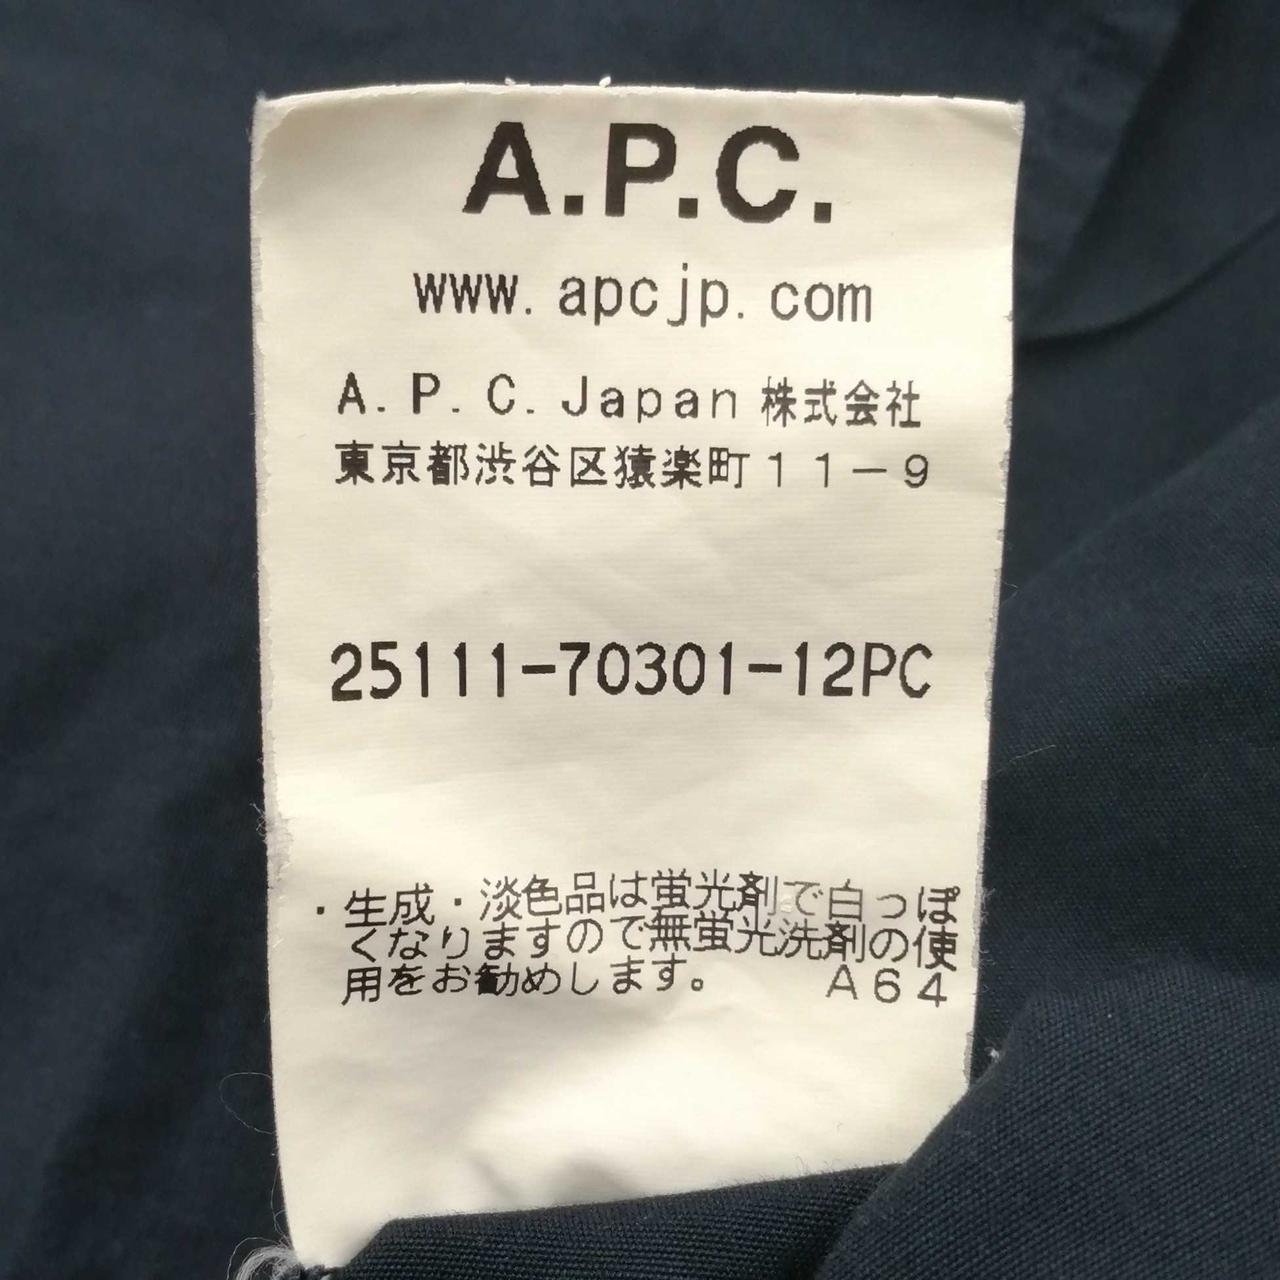 A.P.C.
www.apcjp.com
A.P.C.Japan 株式会社
東京都渋谷区猿楽町11-9
25111-70301-12PC
・生成・淡色品は蛍光剤で白っぽ
くなりますので無蛍光洗剤の使
用をお勧めします。 A64